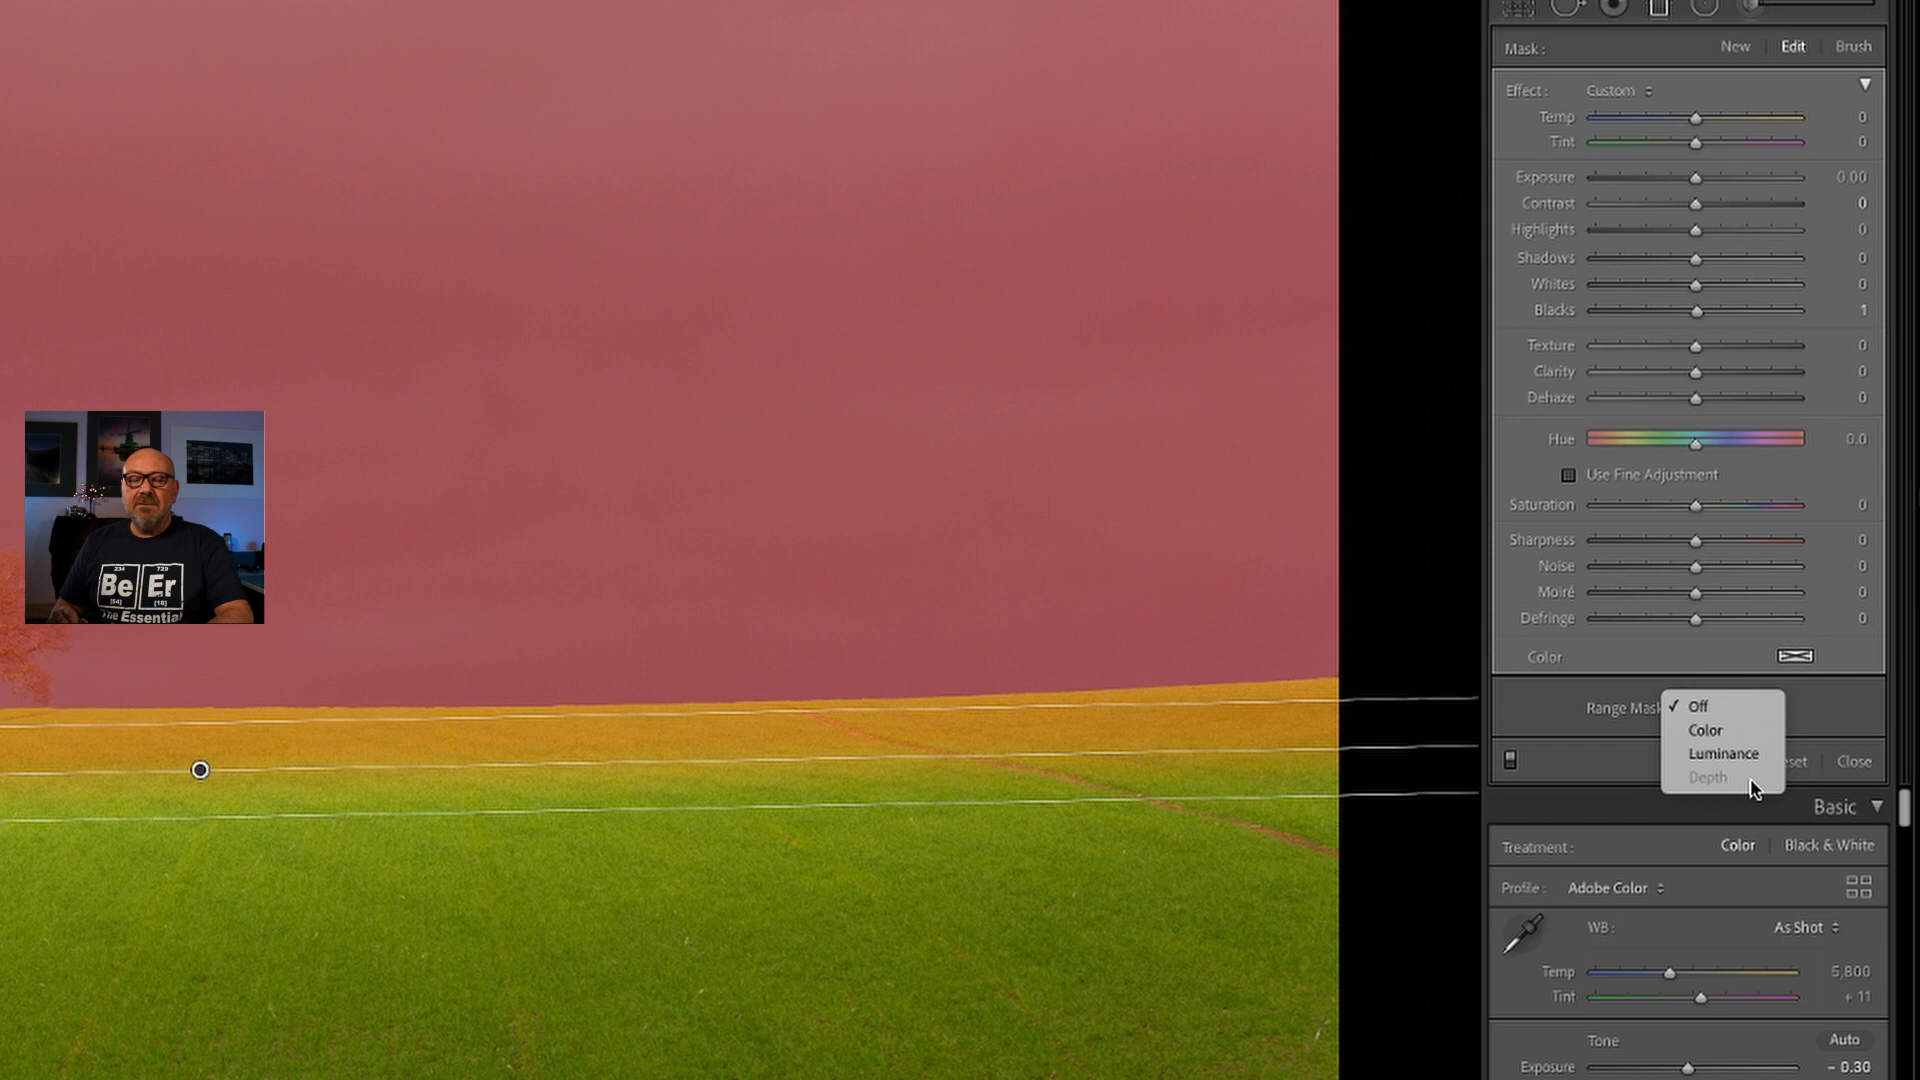 Mask :
New | Edit | Brush
Effect : Custom
Temp 0
Tint 0
Exposure 0.00
Contrast 0
Highlights 0
Shadows 0
Whites 0
Blacks 1
Texture 0
Clarity 0
Dehaze 0
Hue 0.0
Use Fine Adjustment
Saturation 0
Sharpness 0
Noise 0
Moiré 0
Defringe 0
Color
Range Mask
✓ Off
Color
Luminance
Depth
Close
Basic
Treatment : Color | Black & White
Profile : Adobe Color
WB : As Shot
Temp 5,800
Tint + 11
Tone Auto
Exposure – 0.30
Be Er
The Essential